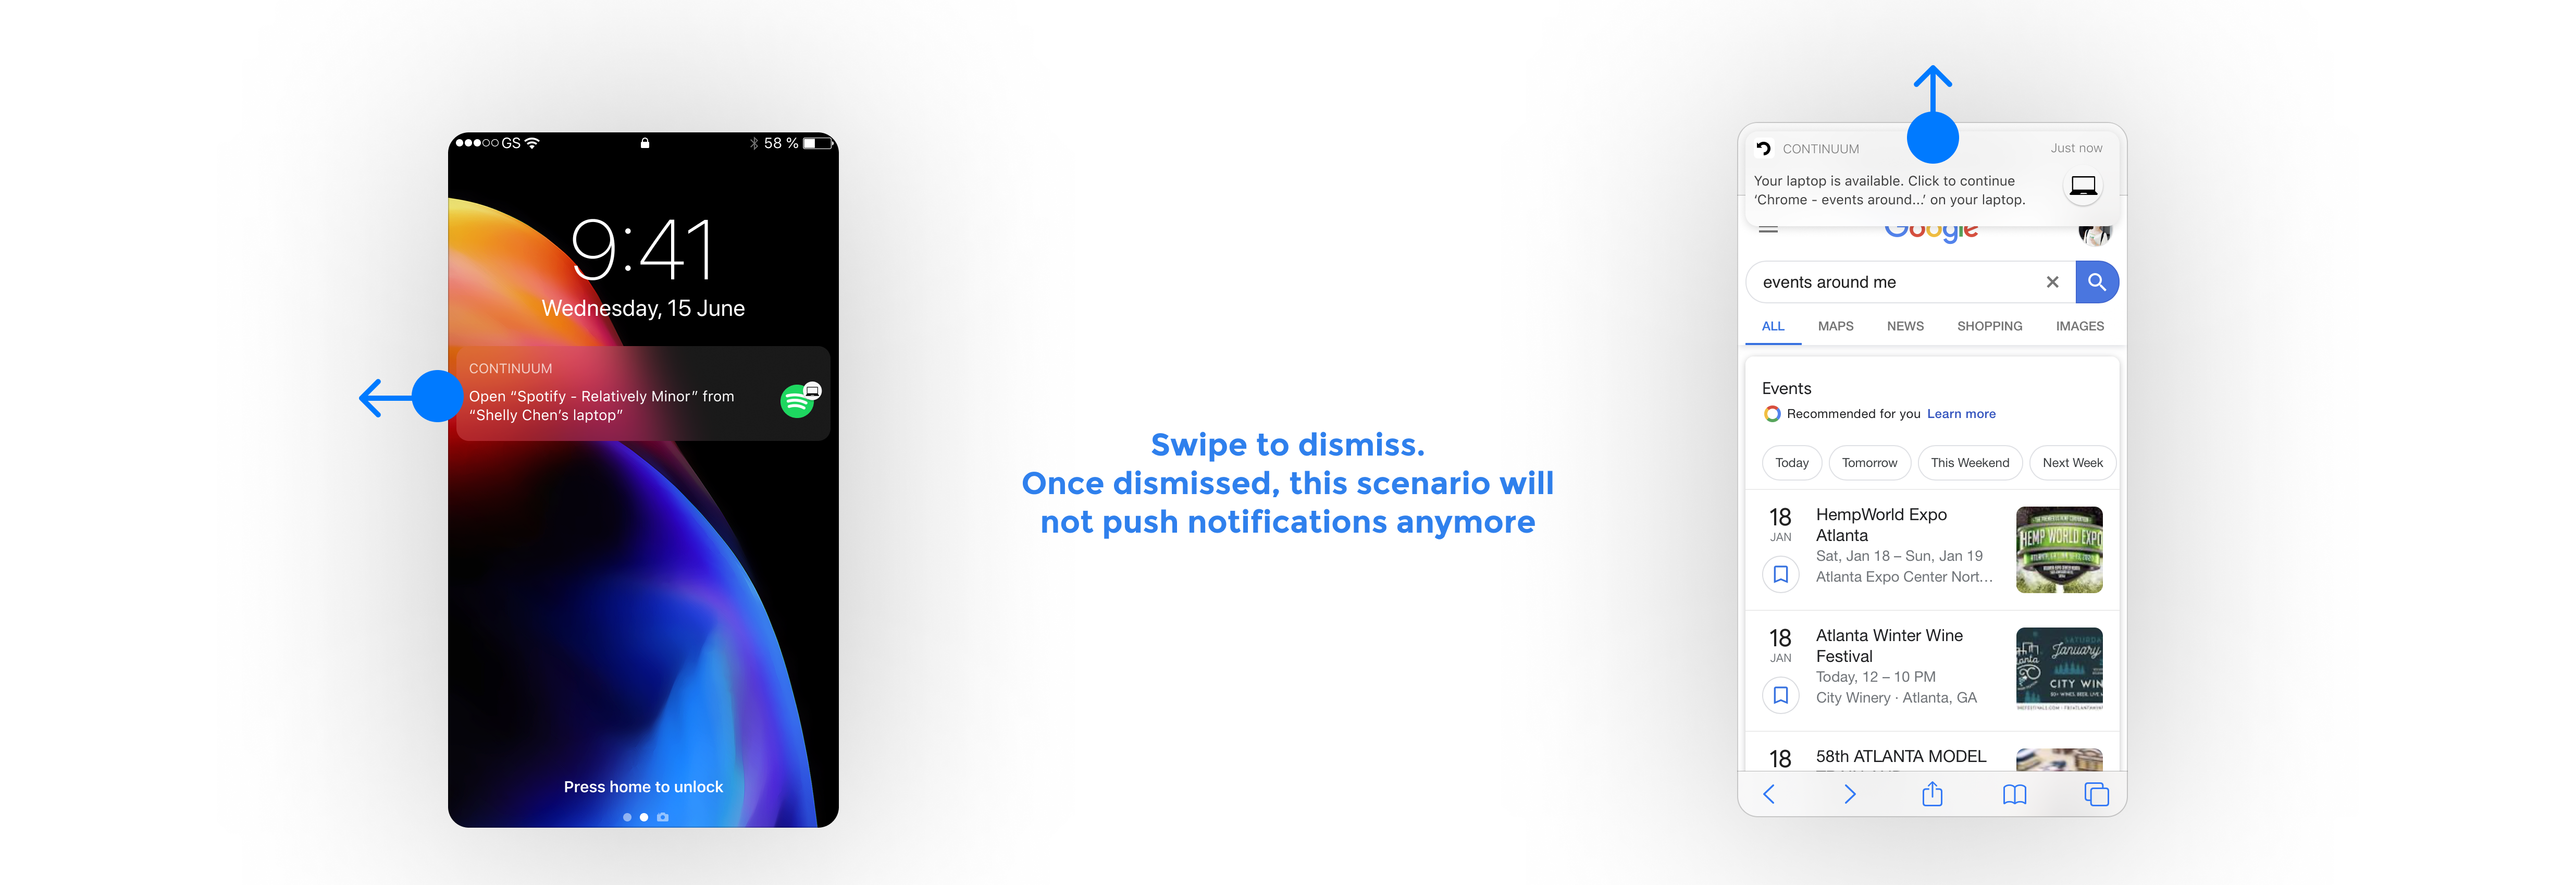 GS
58 %
9:41
Wednesday, 15 June
CONTINUUM
Open “Spotify - Relatively Minor” from
“Shelly Chen’s laptop”
Press home to unlock
Swipe to dismiss.
Once dismissed, this scenario will
not push notifications anymore
CONTINUUM
Just now
Your laptop is available. Click to continue
‘Chrome - events around...’ on your laptop.
Google
events around me
ALL MAPS NEWS SHOPPING IMAGES
Events
Recommended for you Learn more
Today Tomorrow This Weekend Next Week
18
JAN
HempWorld Expo
Atlanta
Sat, Jan 18 – Sun, Jan 19
Atlanta Expo Center Nort...
HEMP WORLD EXPO
18
JAN
Atlanta Winter Wine
Festival
Today, 12 – 10 PM
City Winery · Atlanta, GA
SATURDA
January
CITY WIN
18
58th ATLANTA MODEL